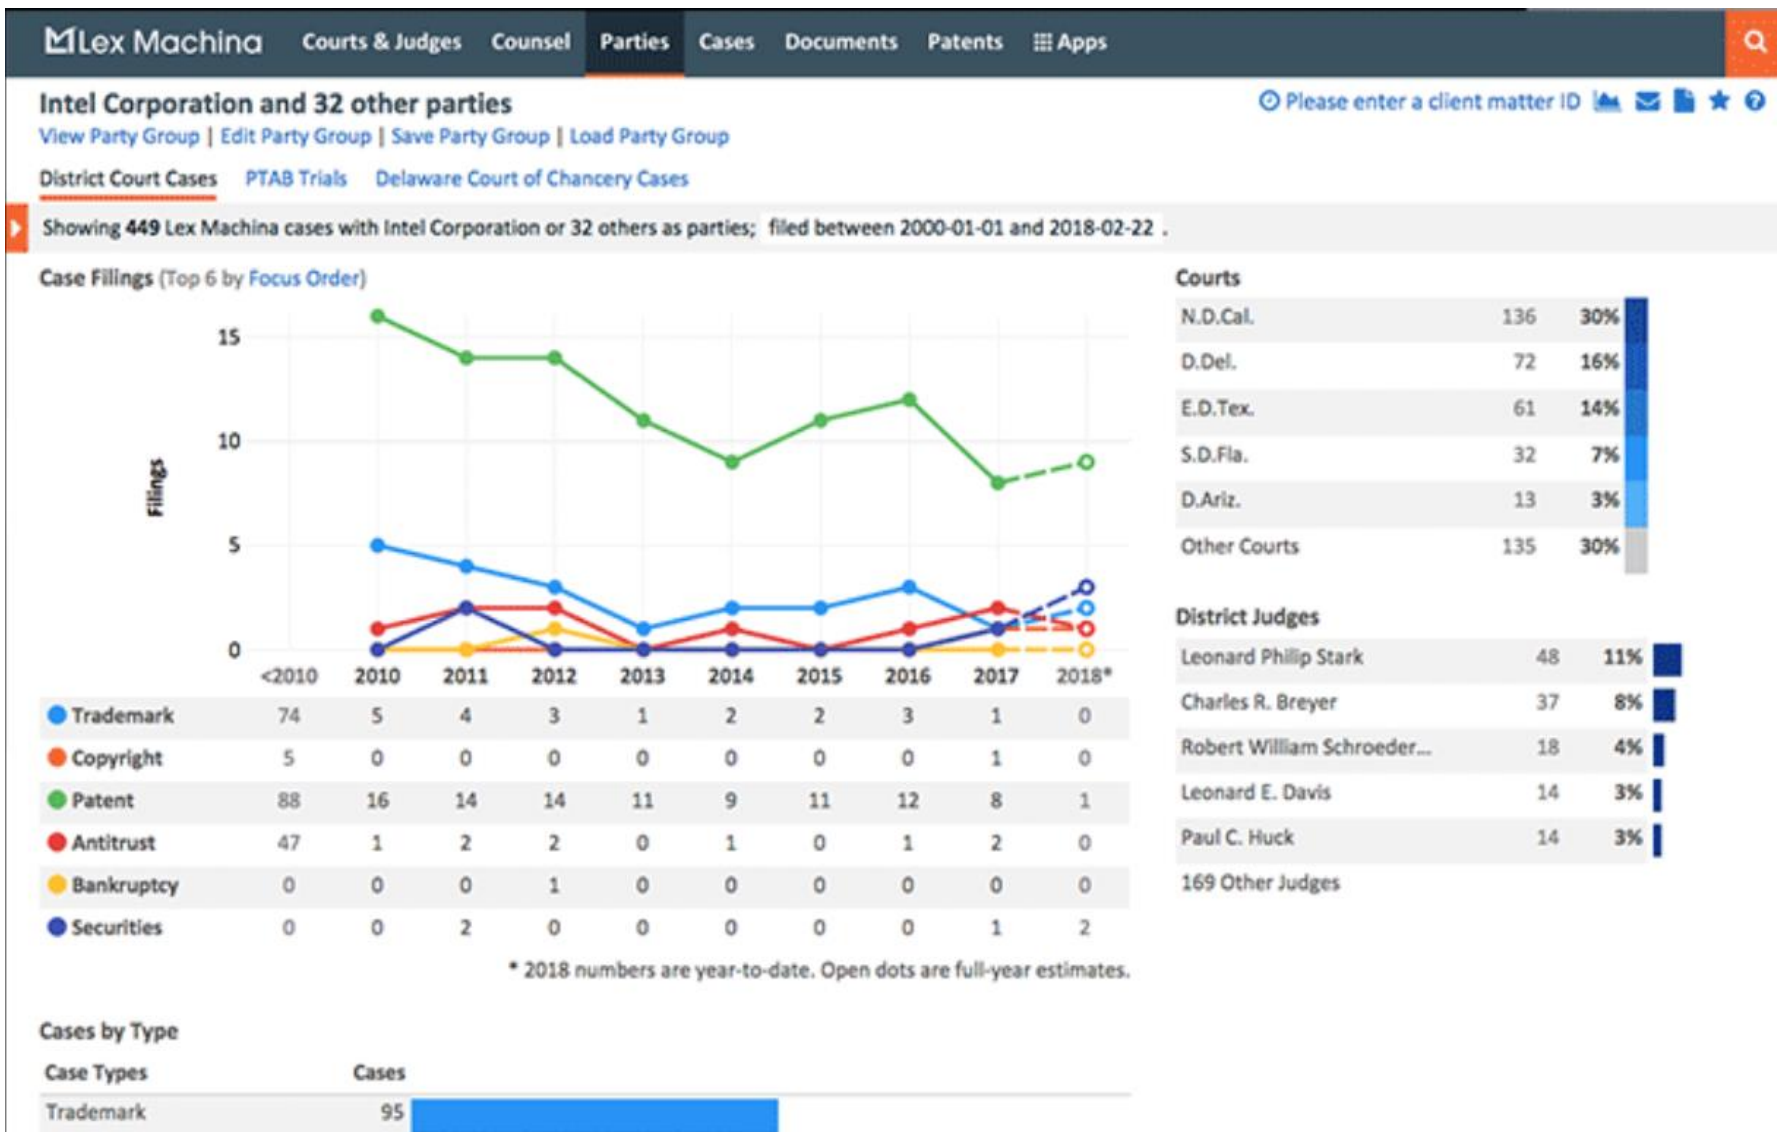 Lex Machina Courts & Judges Counsel Parties Cases Documents Patents Apps
Intel Corporation and 32 other parties
Please enter a client matter ID
View Party Group | Edit Party Group | Save Party Group | Load Party Group
District Court Cases PTAB Trials Delaware Court of Chancery Cases
Showing 449 Lex Machina cases with Intel Corporation or 32 others as parties; filed between 2000-01-01 and 2018-02-22 .
Case Filings (Top 6 by Focus Order)
15
10
5
0
Filings
<2010 2010 2011 2012 2013 2014 2015 2016 2017 2018*
Trademark 74 5 4 3 1 2 2 3 1 0
Copyright 5 0 0 0 0 0 0 0 1 0
Patent 88 16 14 14 11 9 11 12 8 1
Antitrust 47 1 2 2 0 1 0 1 2 0
Bankruptcy 0 0 0 1 0 0 0 0 0 0
Securities 0 0 2 0 0 0 0 0 1 2
* 2018 numbers are year-to-date. Open dots are full-year estimates.
Courts
N.D.Cal. 136 30%
D.Del. 72 16%
E.D.Tex. 61 14%
S.D.Fla. 32 7%
D.Ariz. 13 3%
Other Courts 135 30%
District Judges
Leonard Philip Stark 48 11%
Charles R. Breyer 37 8%
Robert William Schroeder... 18 4%
Leonard E. Davis 14 3%
Paul C. Huck 14 3%
169 Other Judges
Cases by Type
Case Types Cases
Trademark 95